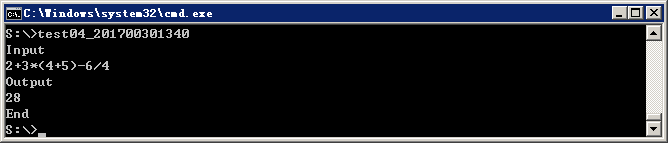 C:\Windows\system32\cmd.exe
S:\>test04_201700301340
Input
2+3*(4+5)-6/4
Output
28
End
S:\>